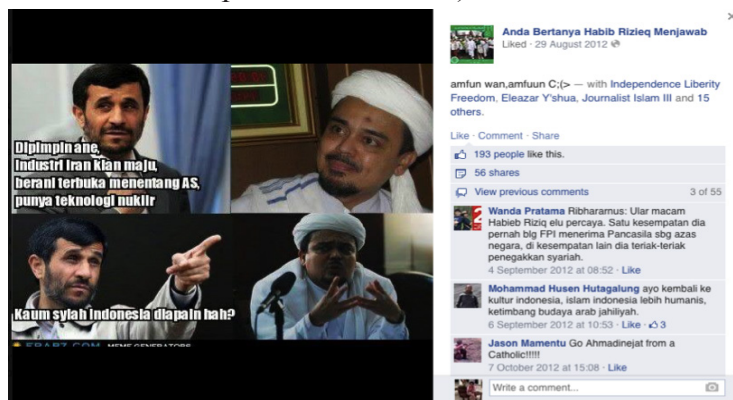 Dipimpin ane,
industri Iran kian maju,
berani terbuka menentang AS,
punya teknologi nuklir
Kaum syiah indonesia diapain hah?
MEME GENERATORS
Anda Bertanya Habib Rizieq Menjawab
Liked · 29 August 2012
amfun wan,amfuun C;(> — with Independence Liberity
Freedom, Eleazar Y'shua, Journalist Islam III and 15
others.
Like · Comment · Share
193 people like this.
56 shares
View previous comments 3 of 55
Wanda Pratama Ribhararnus: Ular macam
Habieb Riziq elu percaya. Satu kesempatan dia
pernah blg FPI menerima Pancasila sbg azas
negara, di kesempatan lain dia teriak-teriak
penegakkan syariah.
4 September 2012 at 08:52 · Like
Mohammad Husen Hutagalung ayo kembali ke
kultur indonesia, islam indonesia lebih humanis,
ketimbang budaya arab jahiliyah.
6 September 2012 at 10:53 · Like · 3
Jason Mamentu Go Ahmadinejat from a
Catholic!!!!!
7 October 2012 at 15:08 · Like
Write a comment...